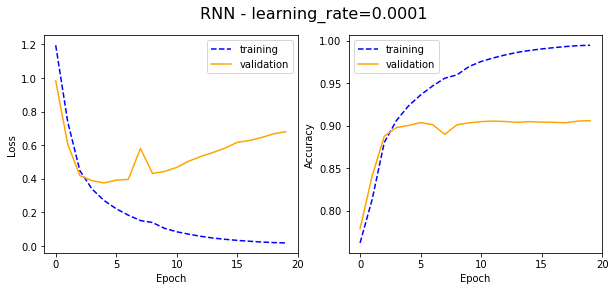 RNN - learning_rate=0.0001
Loss
1.2
1.0
0.8
0.6
0.4
0.2
0.0
training
validation
0 5 10 15 20
Epoch
Accuracy
1.00
0.95
0.90
0.85
0.80
training
validation
0 5 10 15 20
Epoch